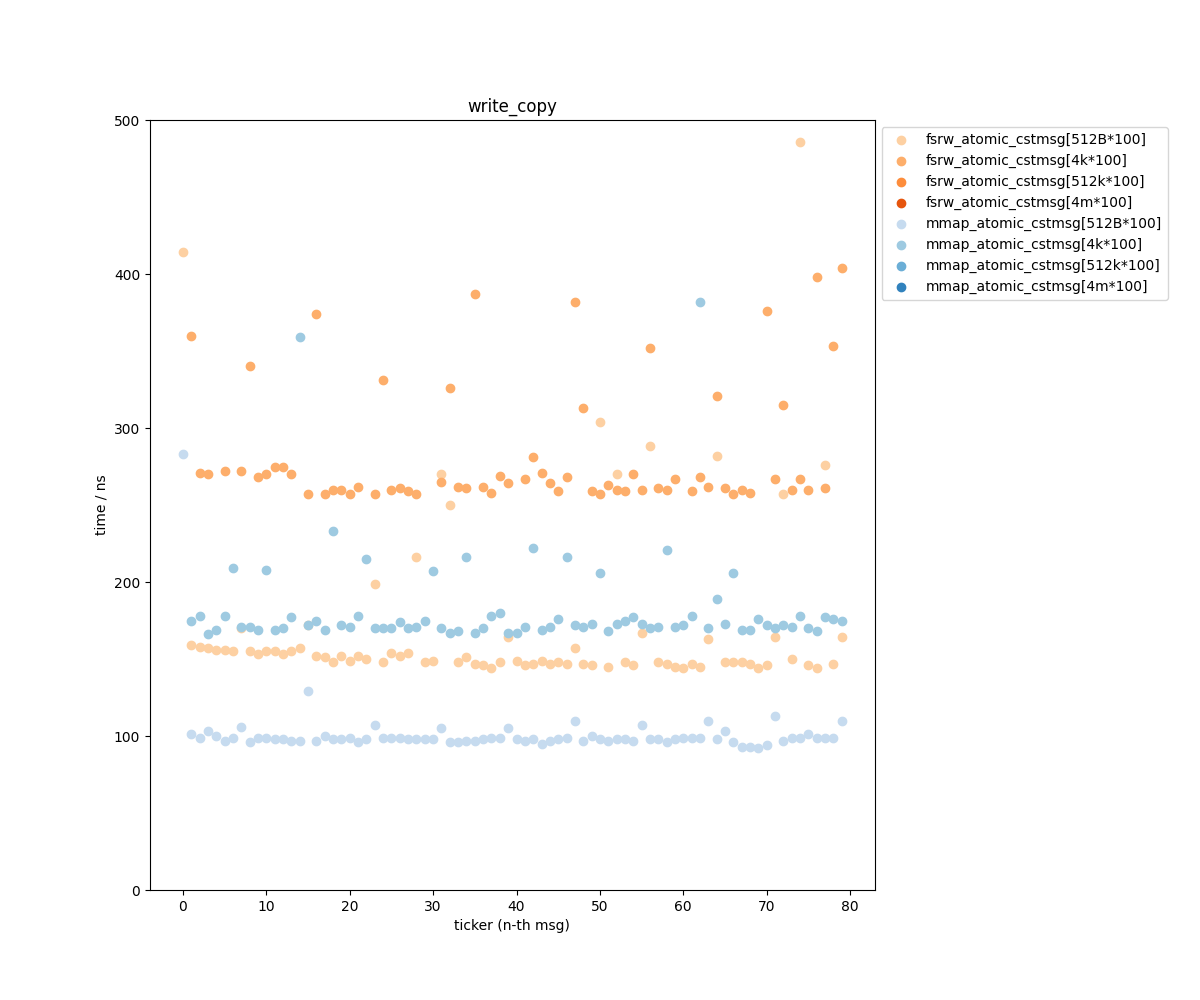 write_copy
500
400
300
200
100
0
time / ns
0 10 20 30 40 50 60 70 80
ticker (n-th msg)
fsrw_atomic_cstmsg[512B*100]
fsrw_atomic_cstmsg[4k*100]
fsrw_atomic_cstmsg[512k*100]
fsrw_atomic_cstmsg[4m*100]
mmap_atomic_cstmsg[512B*100]
mmap_atomic_cstmsg[4k*100]
mmap_atomic_cstmsg[512k*100]
mmap_atomic_cstmsg[4m*100]